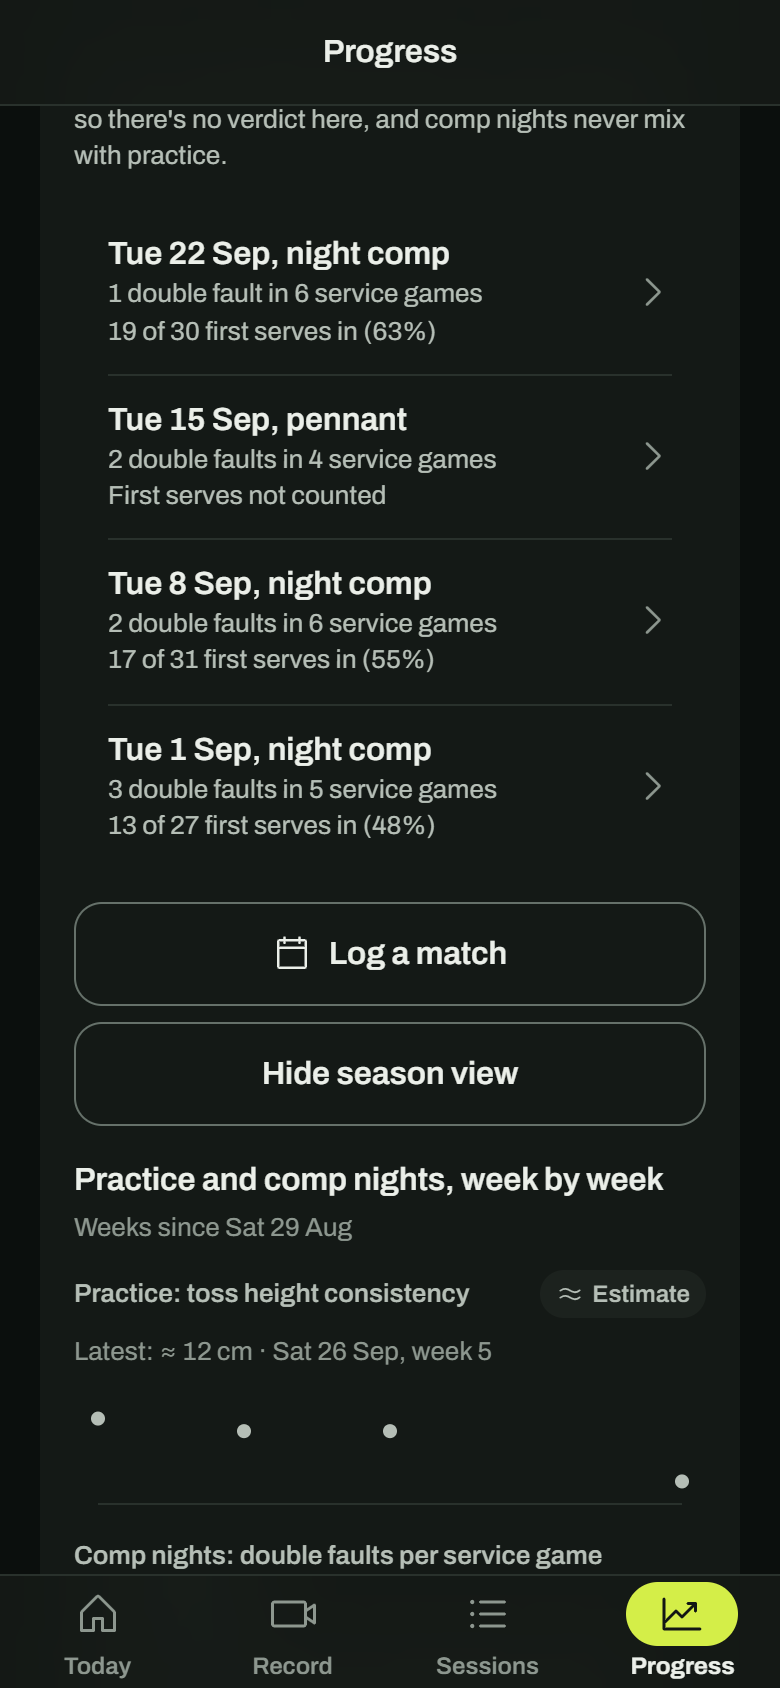 Progress
so there's no verdict here, and comp nights never mix
with practice.
Tue 22 Sep, night comp
1 double fault in 6 service games
19 of 30 first serves in (63%)
Tue 15 Sep, pennant
2 double faults in 4 service games
First serves not counted
Tue 8 Sep, night comp
2 double faults in 6 service games
17 of 31 first serves in (55%)
Tue 1 Sep, night comp
3 double faults in 5 service games
13 of 27 first serves in (48%)
Log a match
Hide season view
Practice and comp nights, week by week
Weeks since Sat 29 Aug
Practice: toss height consistency
≈ Estimate
Latest: ≈ 12 cm · Sat 26 Sep, week 5
Comp nights: double faults per service game
Today
Record
Sessions
Progress